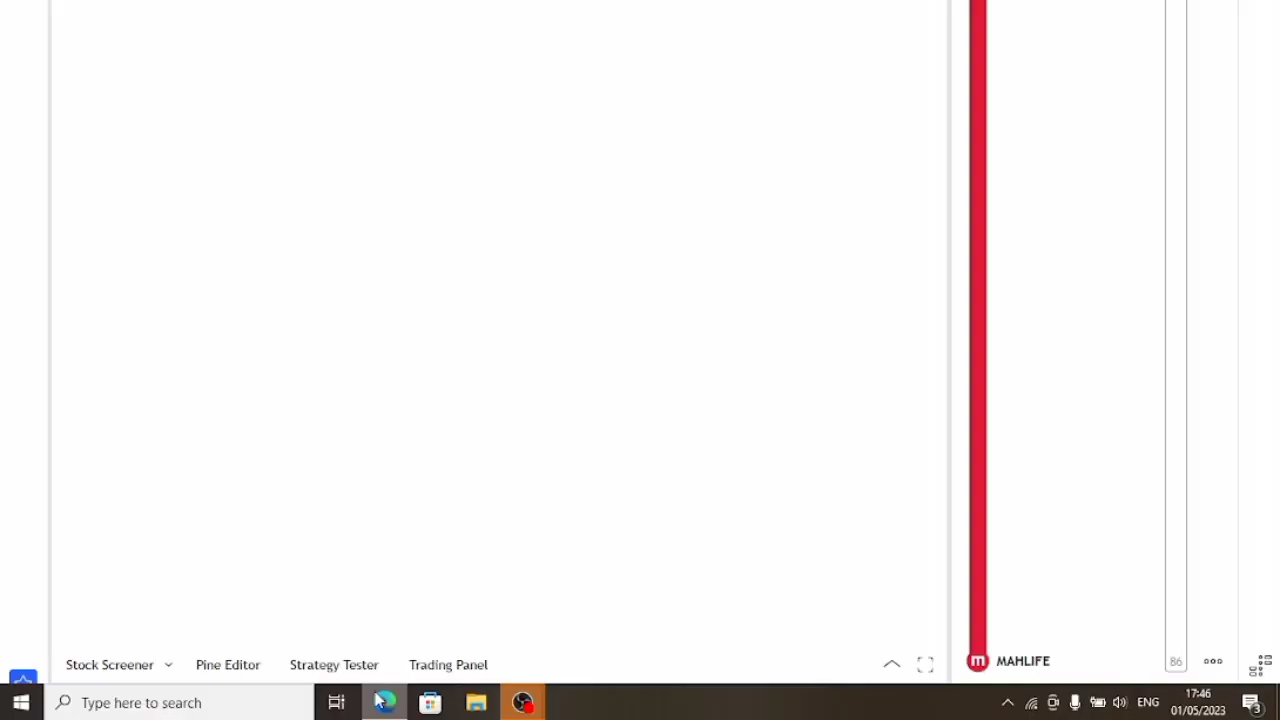 Stock Screener Pine Editor Strategy Tester Trading Panel
m MAHLIFE 86
Type here to search
ENG
17:46
01/05/2023
3